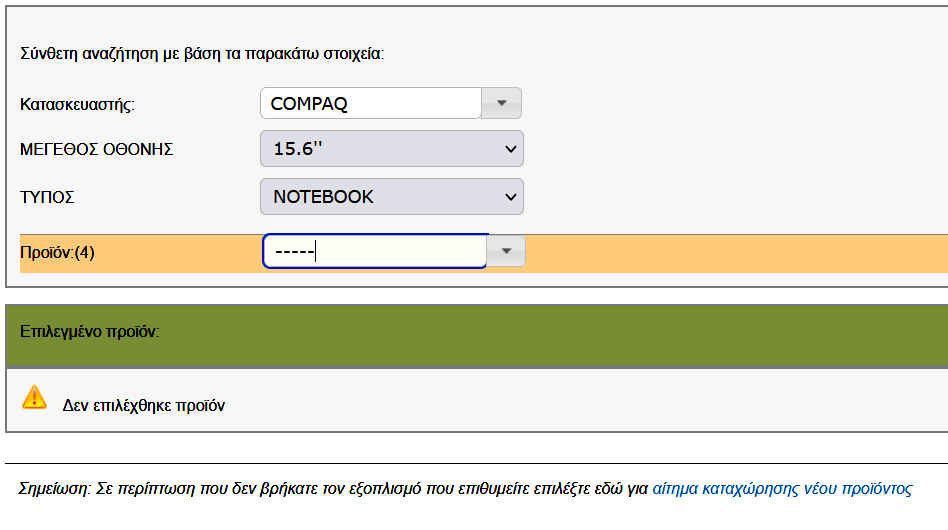 Σύνθετη αναζήτηση με βάση τα παρακάτω στοιχεία:
Κατασκευαστής: COMPAQ
ΜΕΓΕΘΟΣ ΟΘΟΝΗΣ 15.6''
ΤΥΠΟΣ NOTEBOOK
Προϊόν:(4) -----
Επιλεγμένο προϊόν:
Δεν επιλέχθηκε προϊόν
Σημείωση: Σε περίπτωση που δεν βρήκατε τον εξοπλισμό που επιθυμείτε επιλέξτε εδώ για αίτημα καταχώρησης νέου προϊόντος